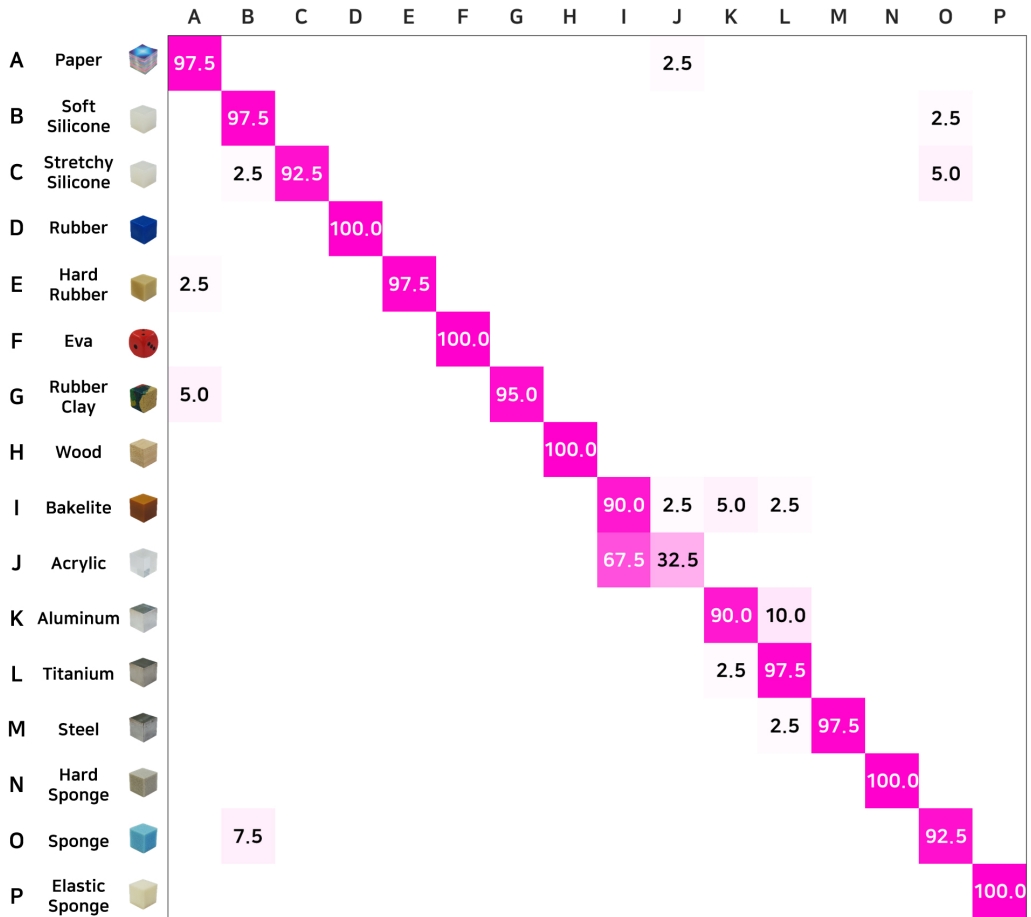 A B C D E F G H I J K L M N O P
A Paper 97.5 2.5
B Soft
Silicone 97.5 2.5
C Stretchy
Silicone 2.5 92.5 5.0
D Rubber 100.0
E Hard
Rubber 2.5 97.5
F Eva 100.0
G Rubber
Clay 5.0 95.0
H Wood 100.0
I Bakelite 90.0 2.5 5.0 2.5
J Acrylic 67.5 32.5
K Aluminum 90.0 10.0
L Titanium 2.5 97.5
M Steel 2.5 97.5
N Hard
Sponge 100.0
O Sponge 7.5 92.5
P Elastic
Sponge 100.0